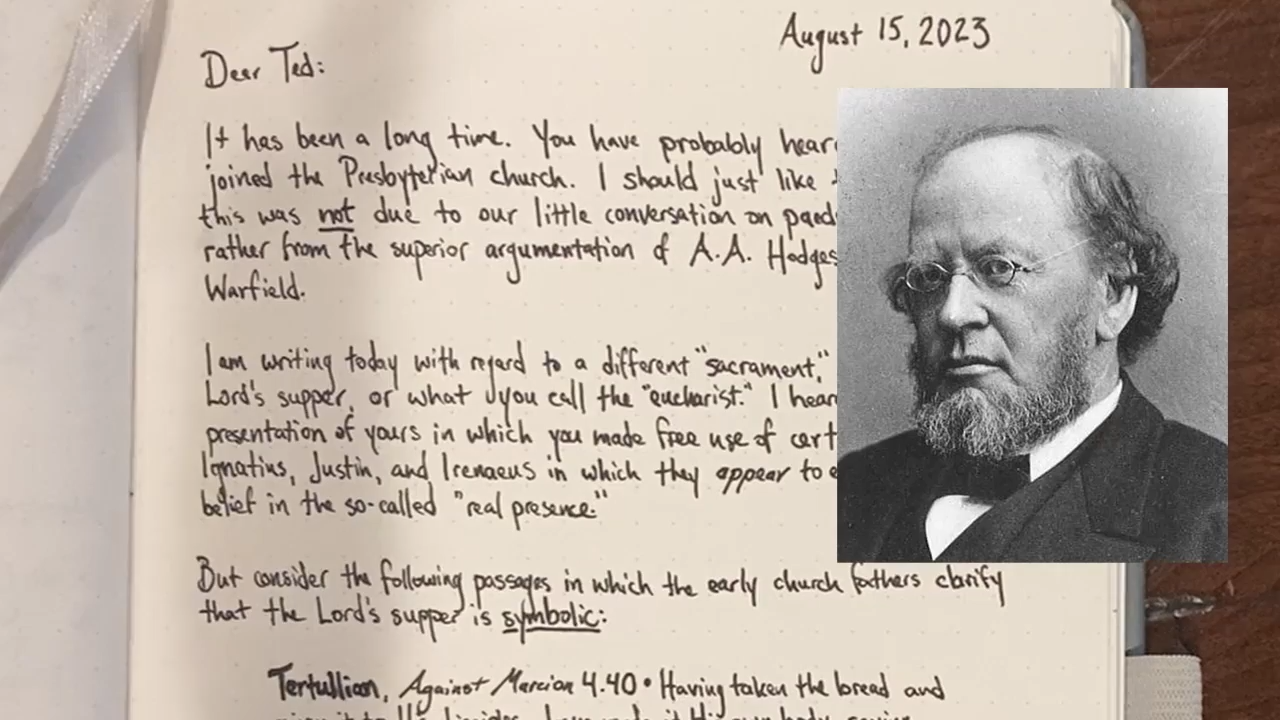 August 15, 2023
Dear Ted:
It has been a long time. You have probably hear
joined the Presbyterian church. I should just like
this was not due to our little conversation on paed
rather from the superior argumentation of A.A. Hodges
Warfield.
I am writing today with regard to a different "sacrament,"
Lord's supper, or what you call the "eucharist." I hear
presentation of yours in which you made free use of cert
Ignatius, Justin, and Irenaeus in which they appear to
belief in the so-called "real presence."
But consider the following passages in which the early church fathers clarify
that the Lord's supper is symbolic:
Tertullian, Against Marcion 4.40 • Having taken the bread and